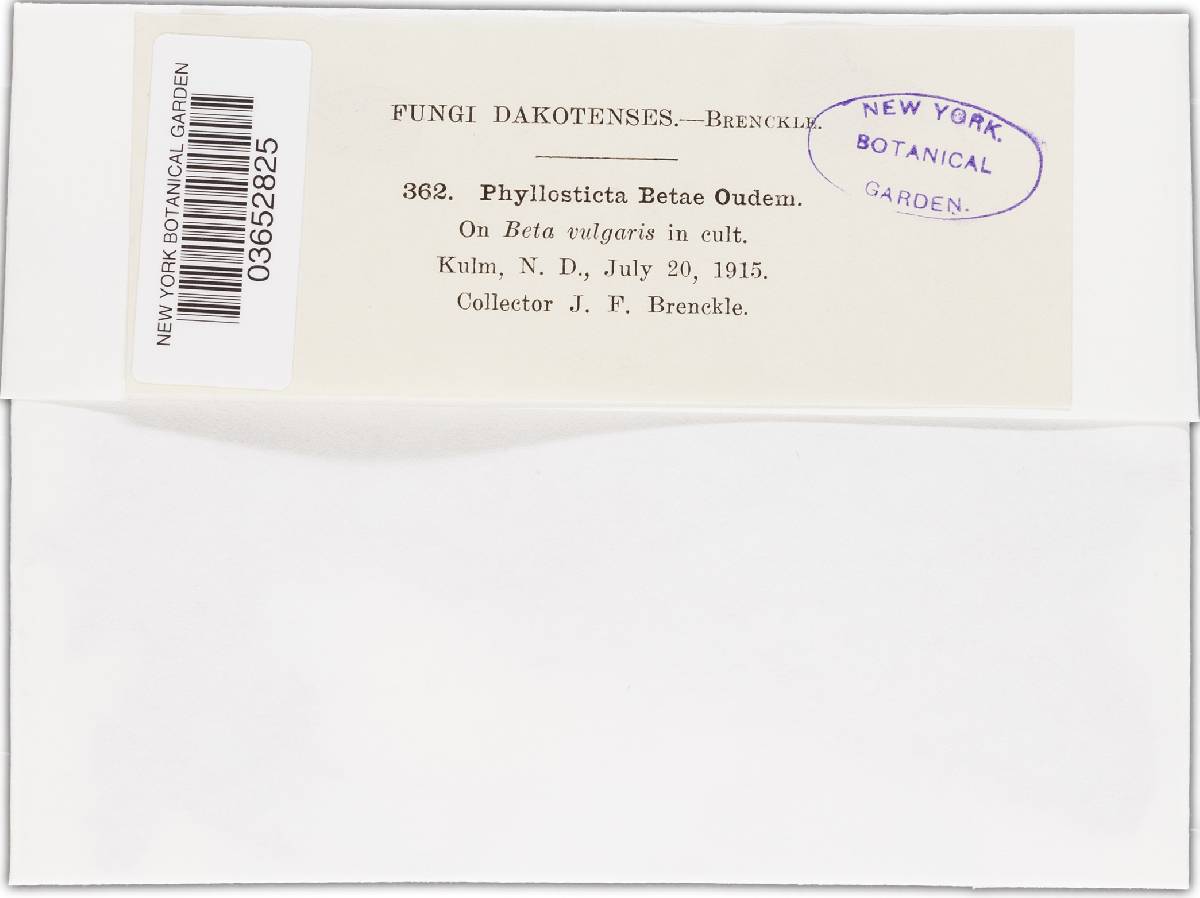 NEW YORK BOTANICAL GARDEN
03652825
FUNGI DAKOTENSES.—BRENCKLE.
NEW YORK.
BOTANICAL
GARDEN.
362. Phyllosticta Betae Oudem.
On Beta vulgaris in cult.
Kulm, N. D., July 20, 1915.
Collector J. F. Brenckle.